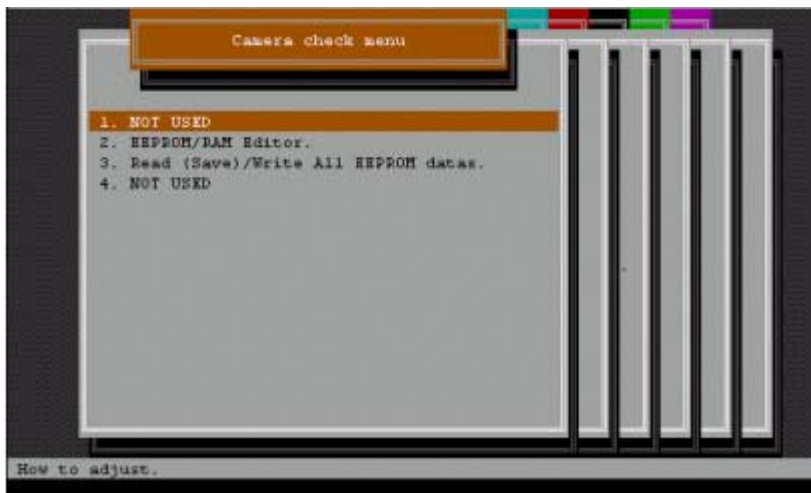 Camera check menu
1. NOT USED
2. EEPROM/RAM Editor.
3. Read (Save)/Write All EEPROM datas.
4. NOT USED
How to adjust.